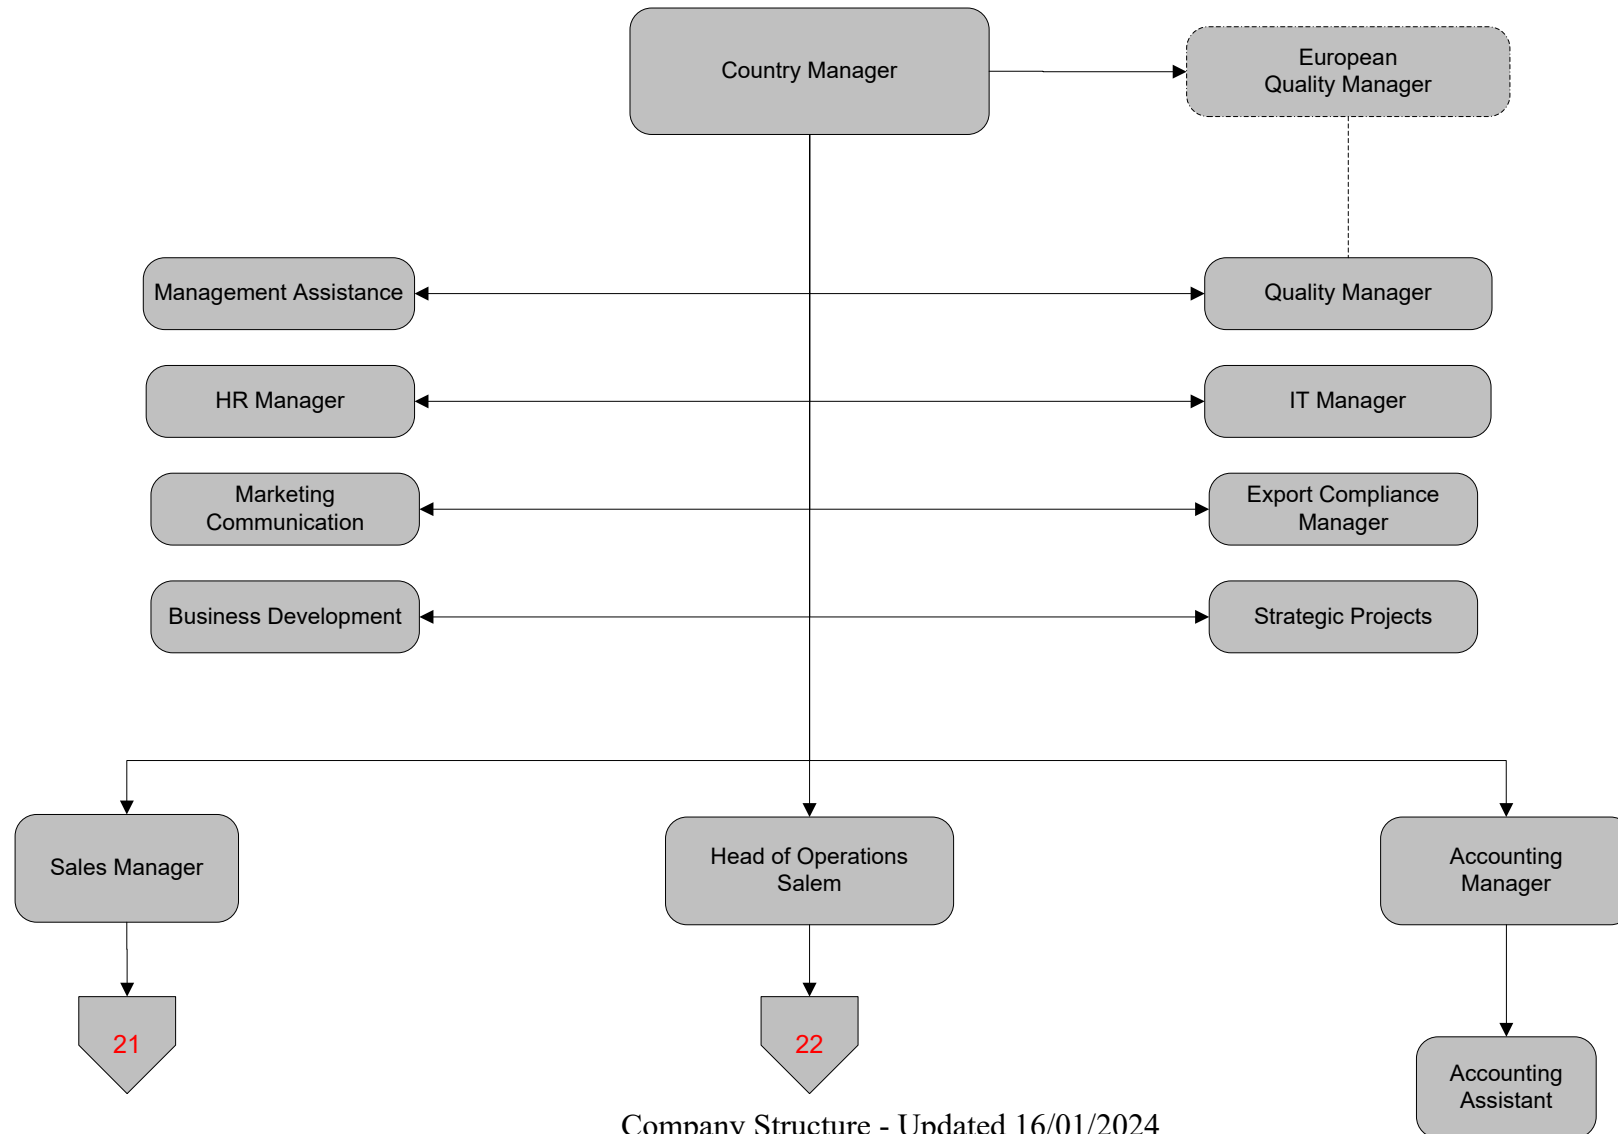 Country Manager
European
Quality Manager
Management Assistance
Quality Manager
HR Manager
IT Manager
Marketing
Communication
Export Compliance
Manager
Business Development
Strategic Projects
Sales Manager
Head of Operations
Salem
Accounting
Manager
21
22
Accounting
Assistant
Company Structure - Updated 16/01/2024